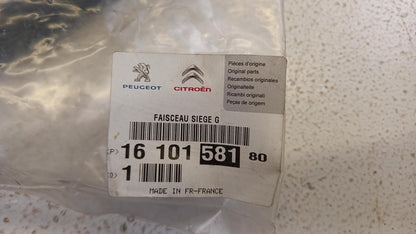 PEUGEOT
CITROËN
Pièces d'origine
Original parts
Recambios originales
Originalteile
Ricambi originali
Peças de origem
FAISCEAU SIEGE G
(P) 16 101 581 80
(Q) 1
MADE IN FR-FRANCE